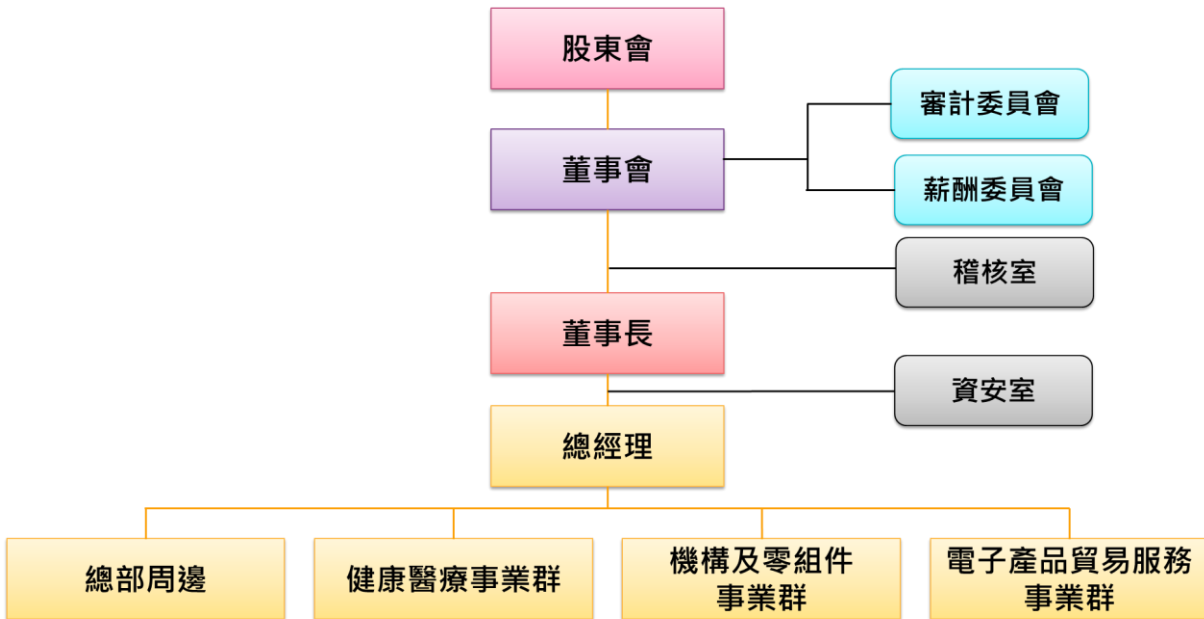 股東會
審計委員會
董事會
薪酬委員會
稽核室
董事長
資安室
總經理
總部周邊
健康醫療事業群
機構及零組件
事業群
電子產品貿易服務
事業群